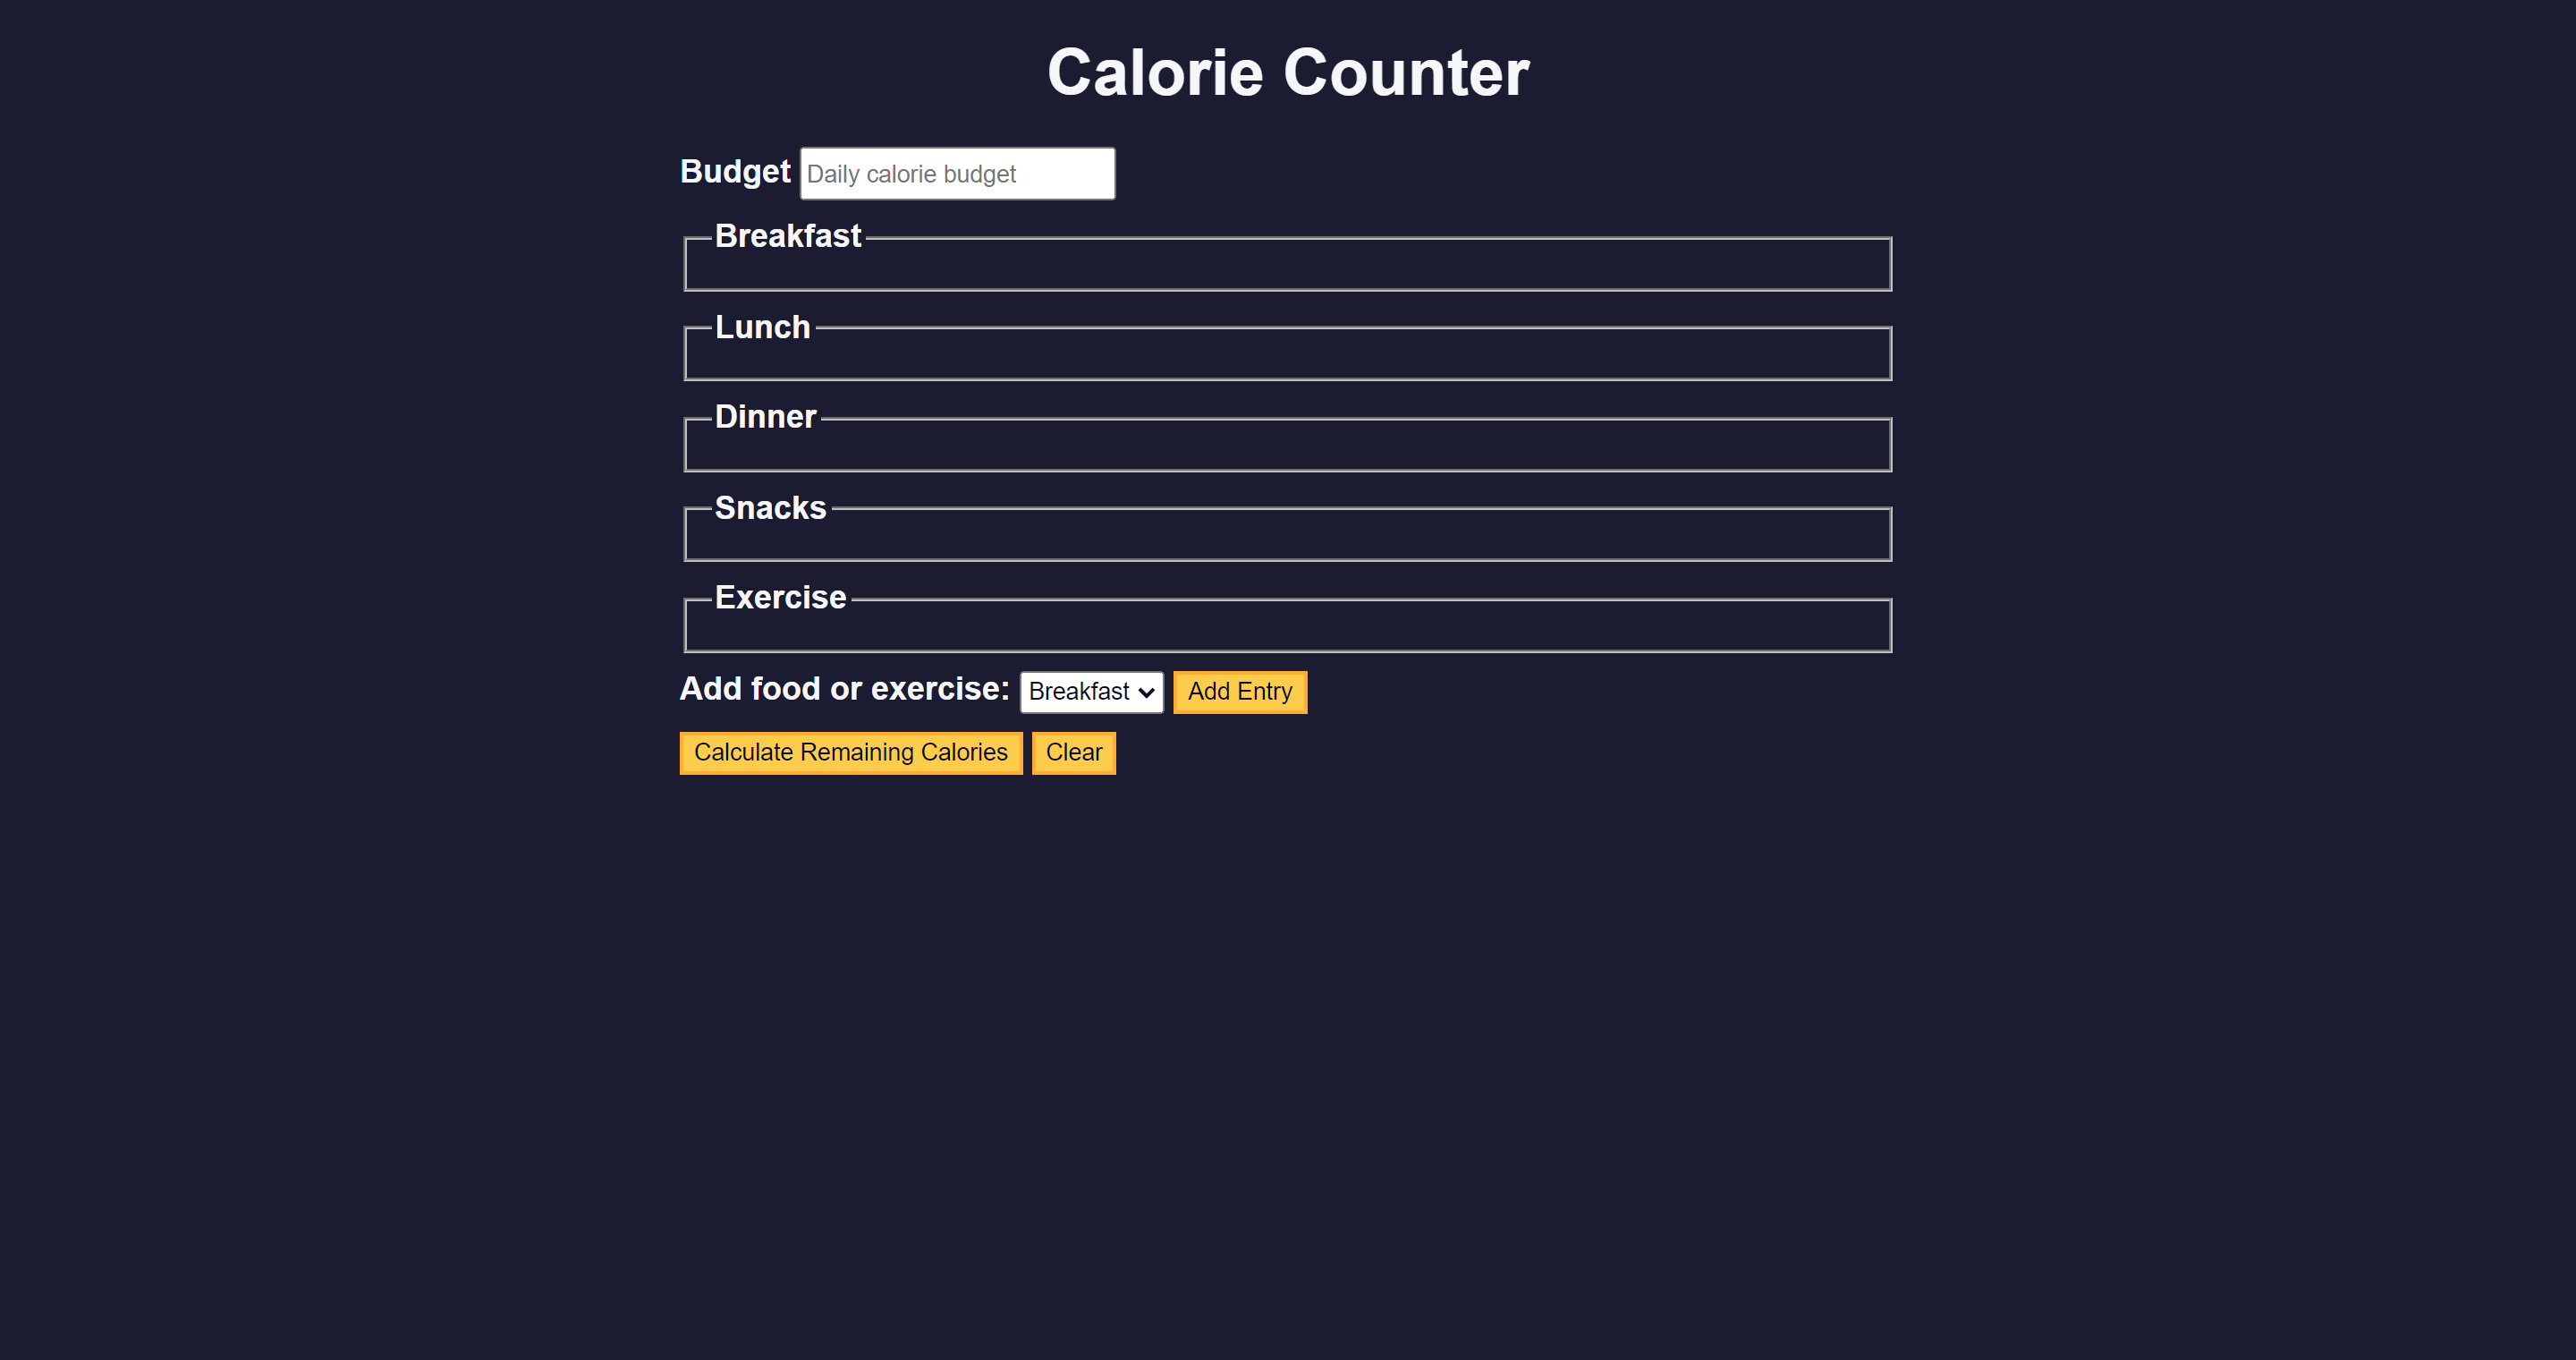 Calorie Counter
Budget Daily calorie budget
Breakfast
Lunch
Dinner
Snacks
Exercise
Add food or exercise: Breakfast Add Entry
Calculate Remaining Calories Clear